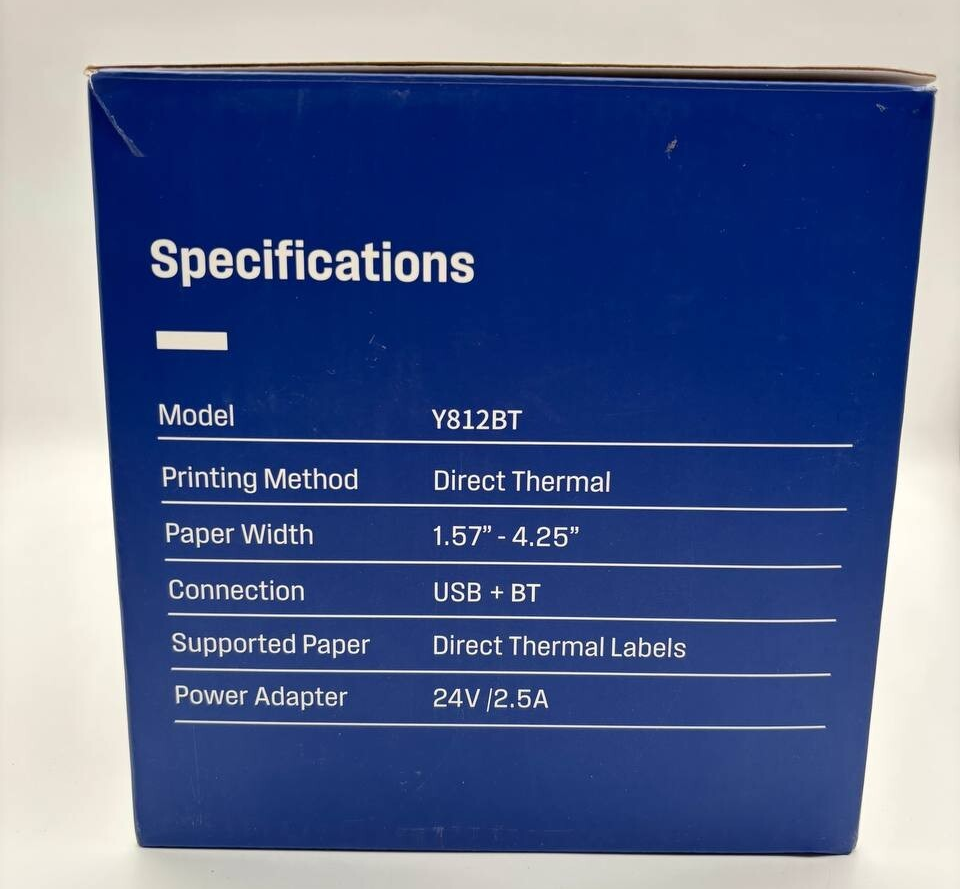 Specifications
Model Y812BT
Printing Method Direct Thermal
Paper Width 1.57” - 4.25”
Connection USB + BT
Supported Paper Direct Thermal Labels
Power Adapter 24V /2.5A